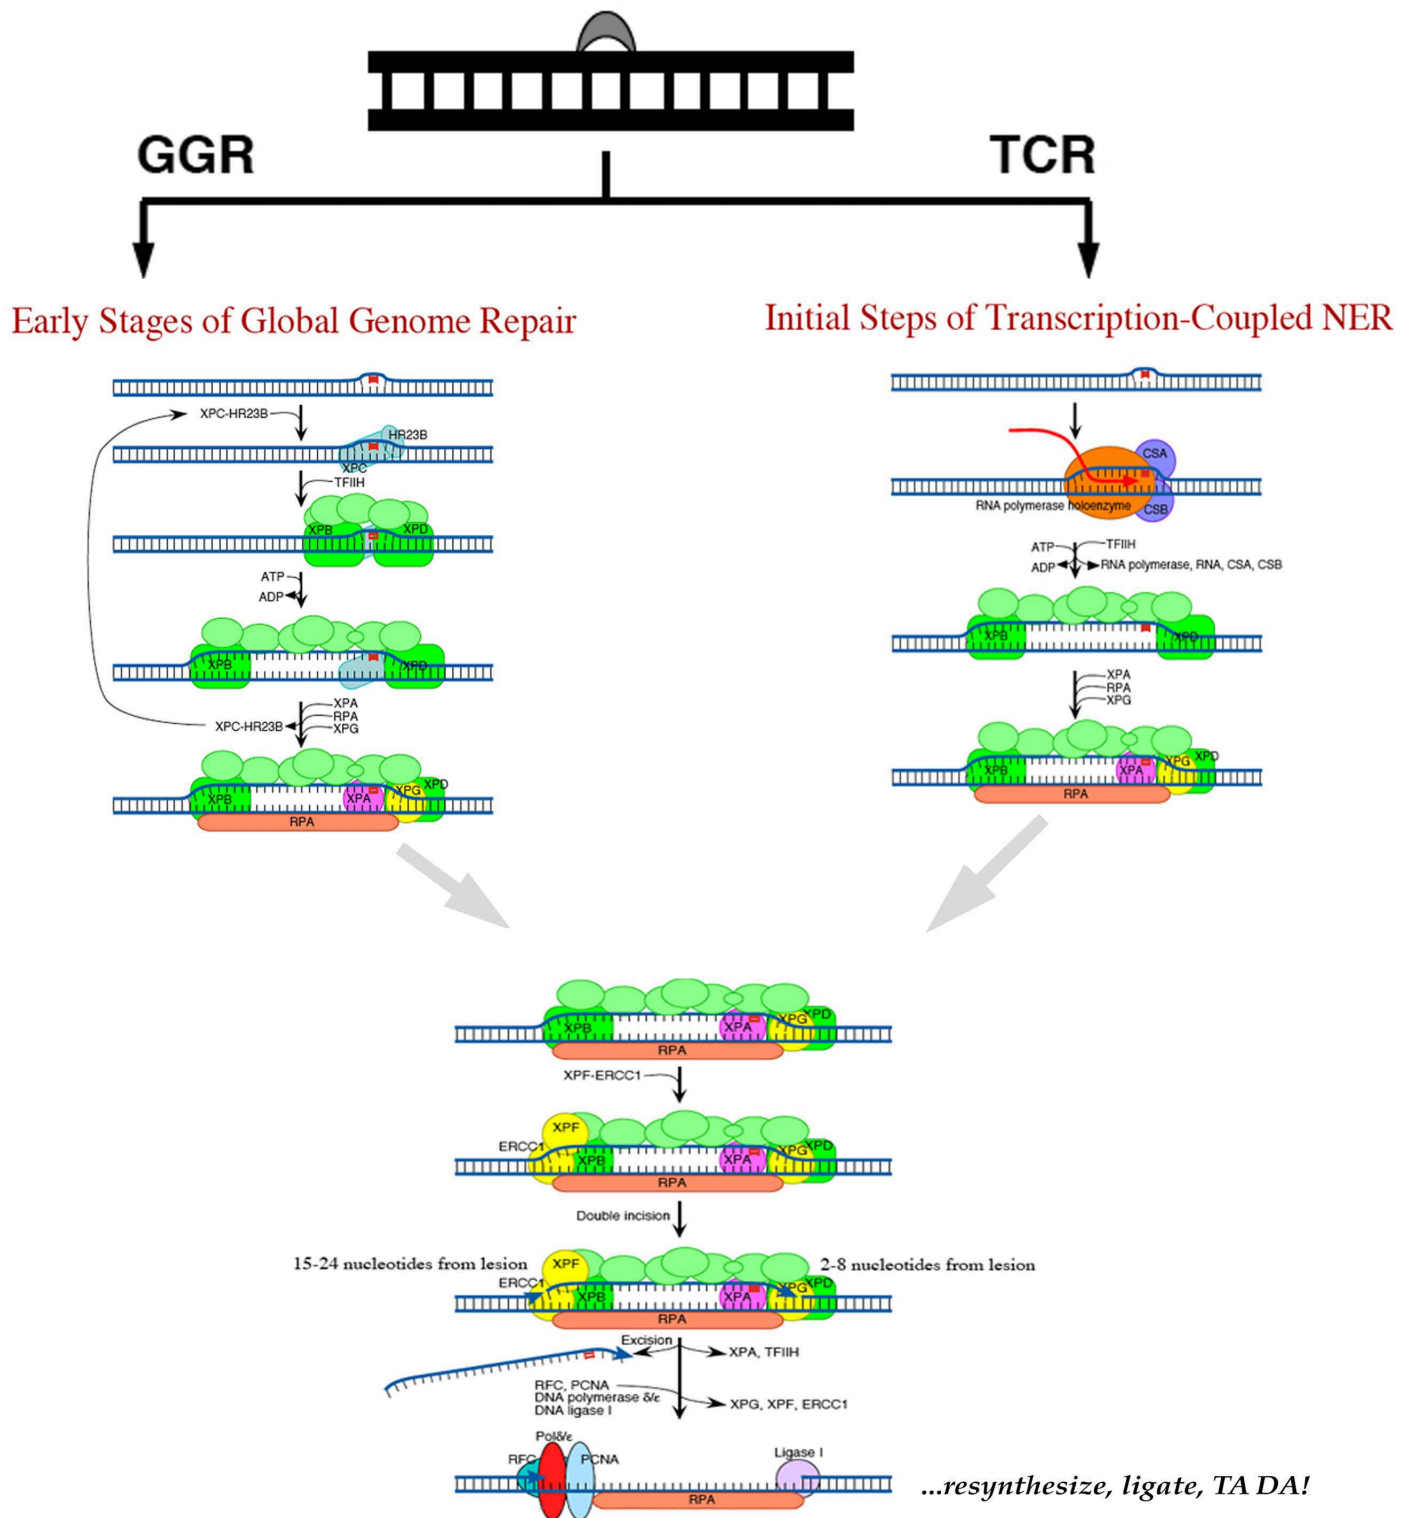 GGR
TCR
Early Stages of Global Genome Repair
XPC-HR23B
HR23B
XPC
TFIIH
XPB
XPD
ATP
ADP
XPB
XPD
XPA
RPA
XPC-HR23B
XPG
XPD
XPG
XPB
XPA
RPA
Initial Steps of Transcription-Coupled NER
CSA
RNA polymerase holoenzyme
CSB
ATP
TFIIH
ADP
RNA polymerase, RNA, CSA, CSB
XPB
XPD
XPA
RPA
XPG
XPD
XPG
XPB
XPA
RPA
XPD
XPG
XPB
XPA
RPA
XPF-ERCC1
XPF
ERCC1
XPD
XPG
XPB
XPA
RPA
Double incision
15-24 nucleotides from lesion
XPF
2-8 nucleotides from lesion
ERCC1
XPD
XPG
XPB
XPA
RPA
Excision
XPA, TFIIH
RFC, PCNA
DNA polymerase δ/ε
DNA ligase I
XPG, XPF, ERCC1
Polδ/ε
RFC
PCNA
Ligase I
RPA
...resynthesize, ligate, TA DA!